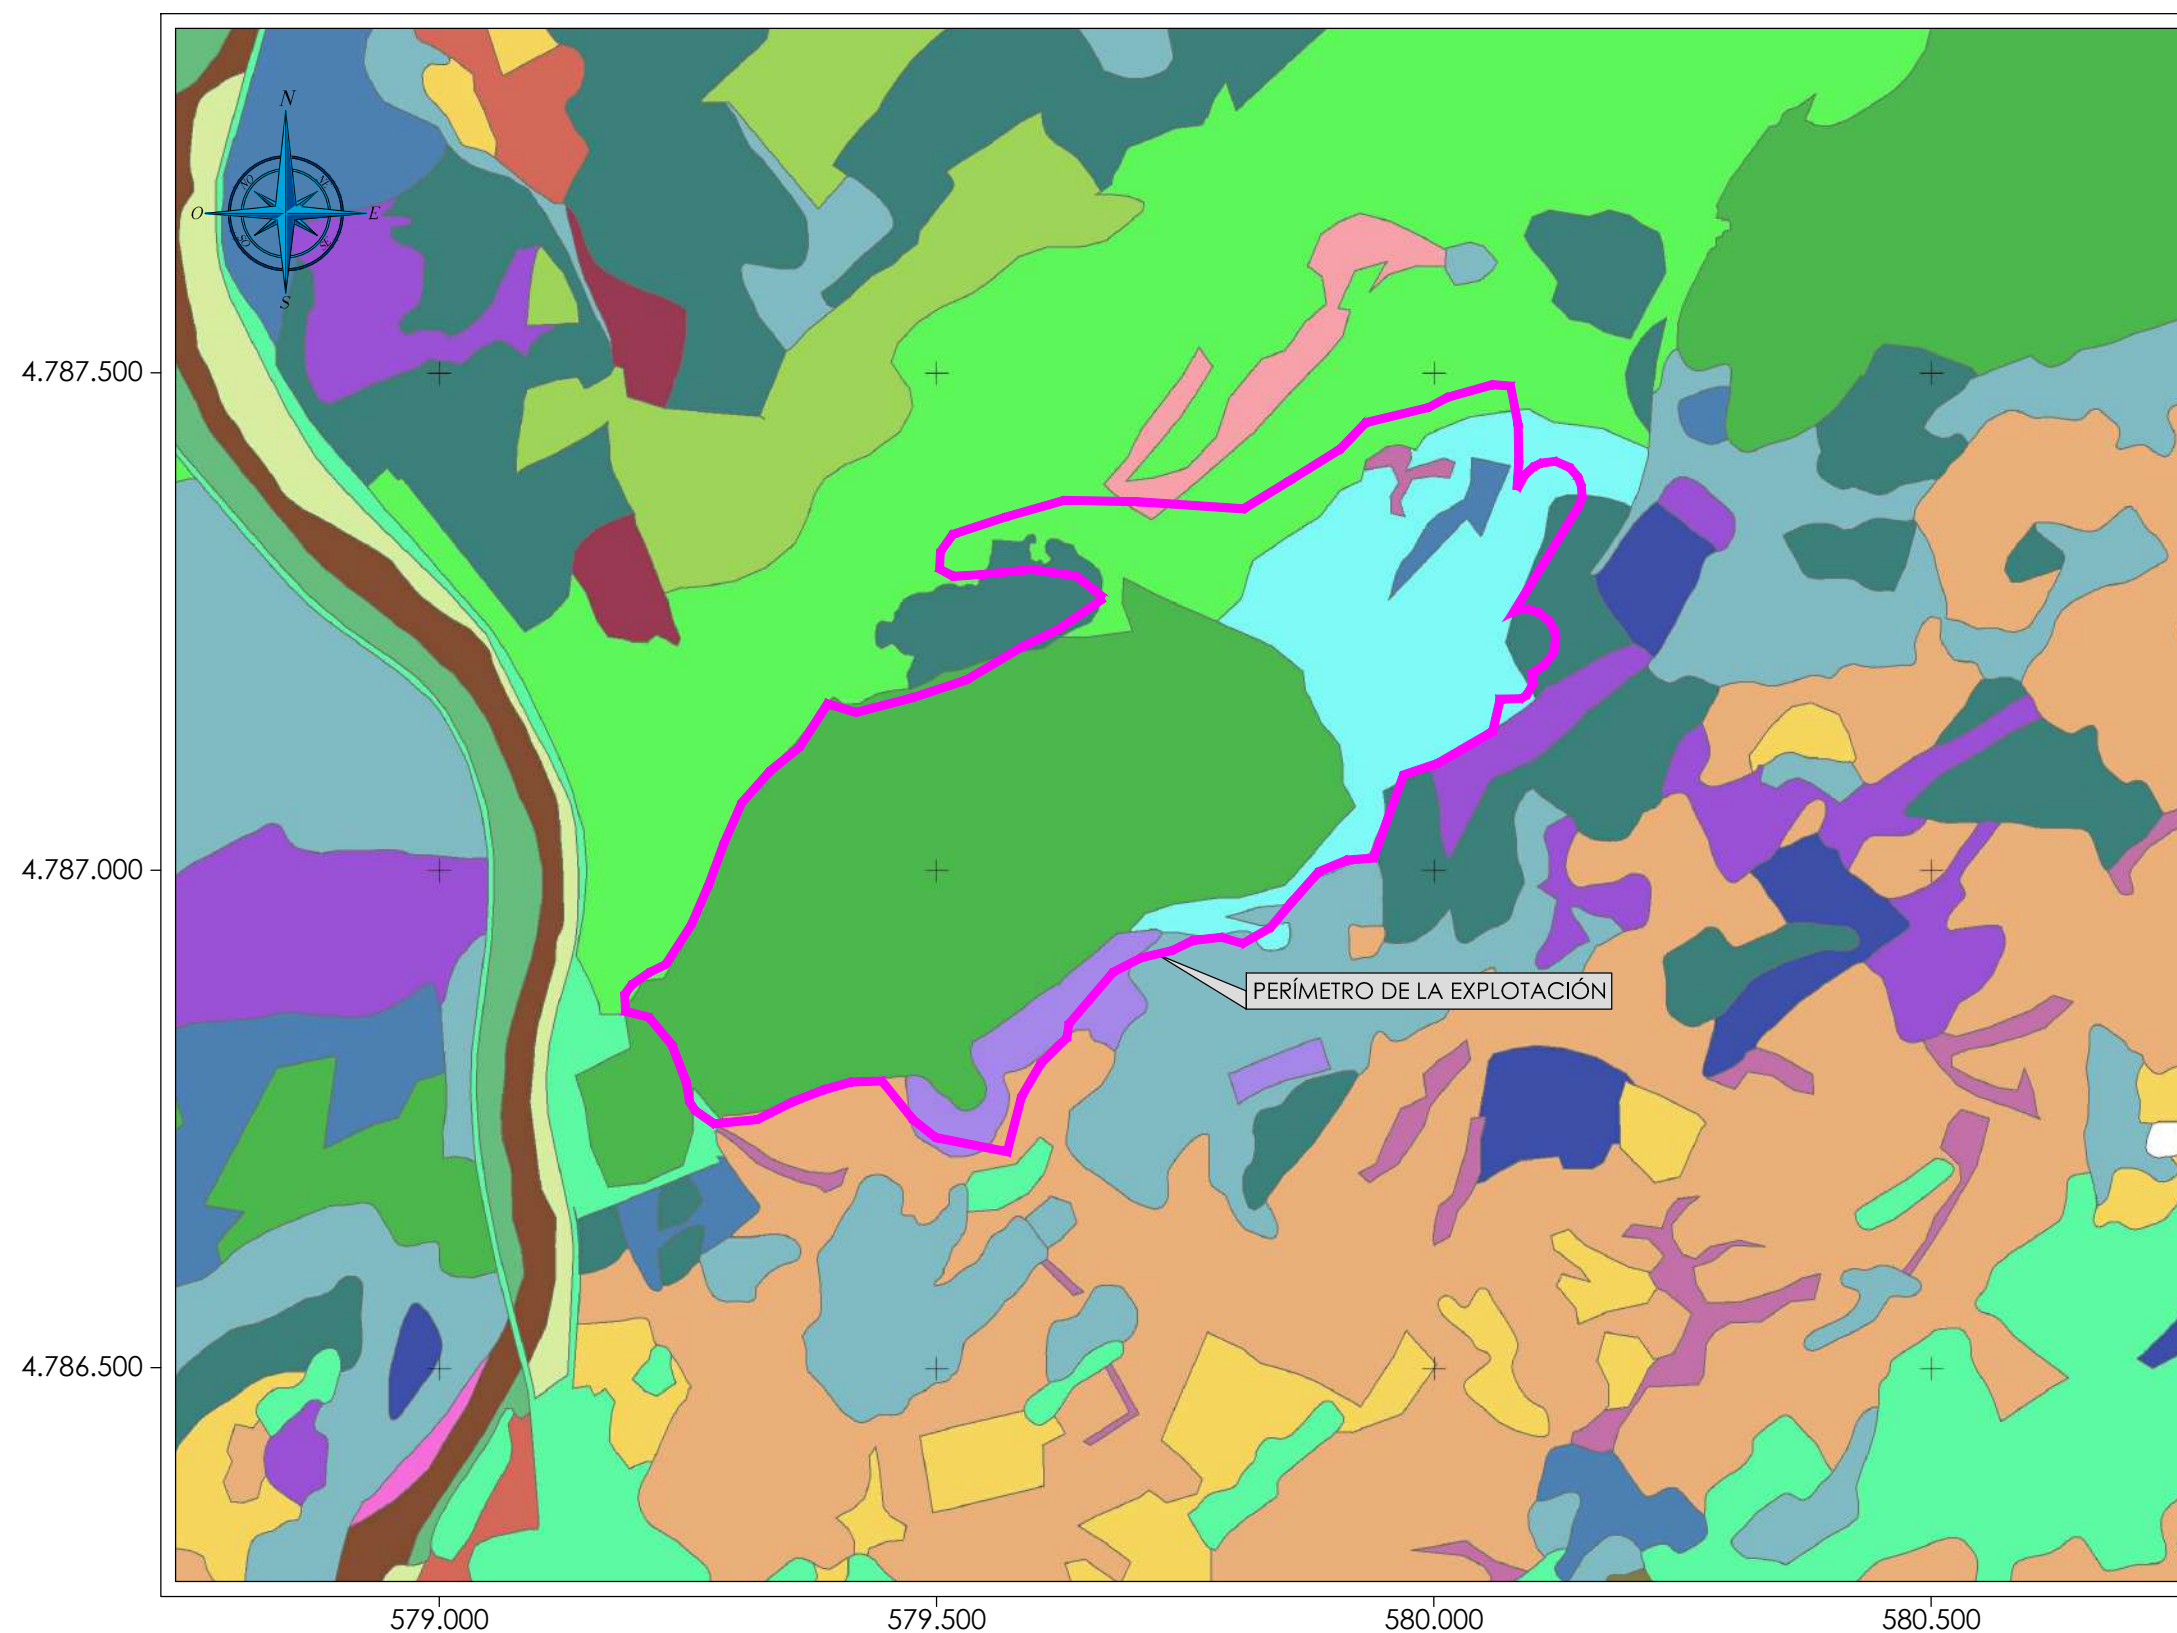 N
NO NE
O E
SO SE
S
4.787.500
4.787.000
PERÍMETRO DE LA EXPLOTACIÓN
4.786.500
579.000 579.500 580.000 580.500